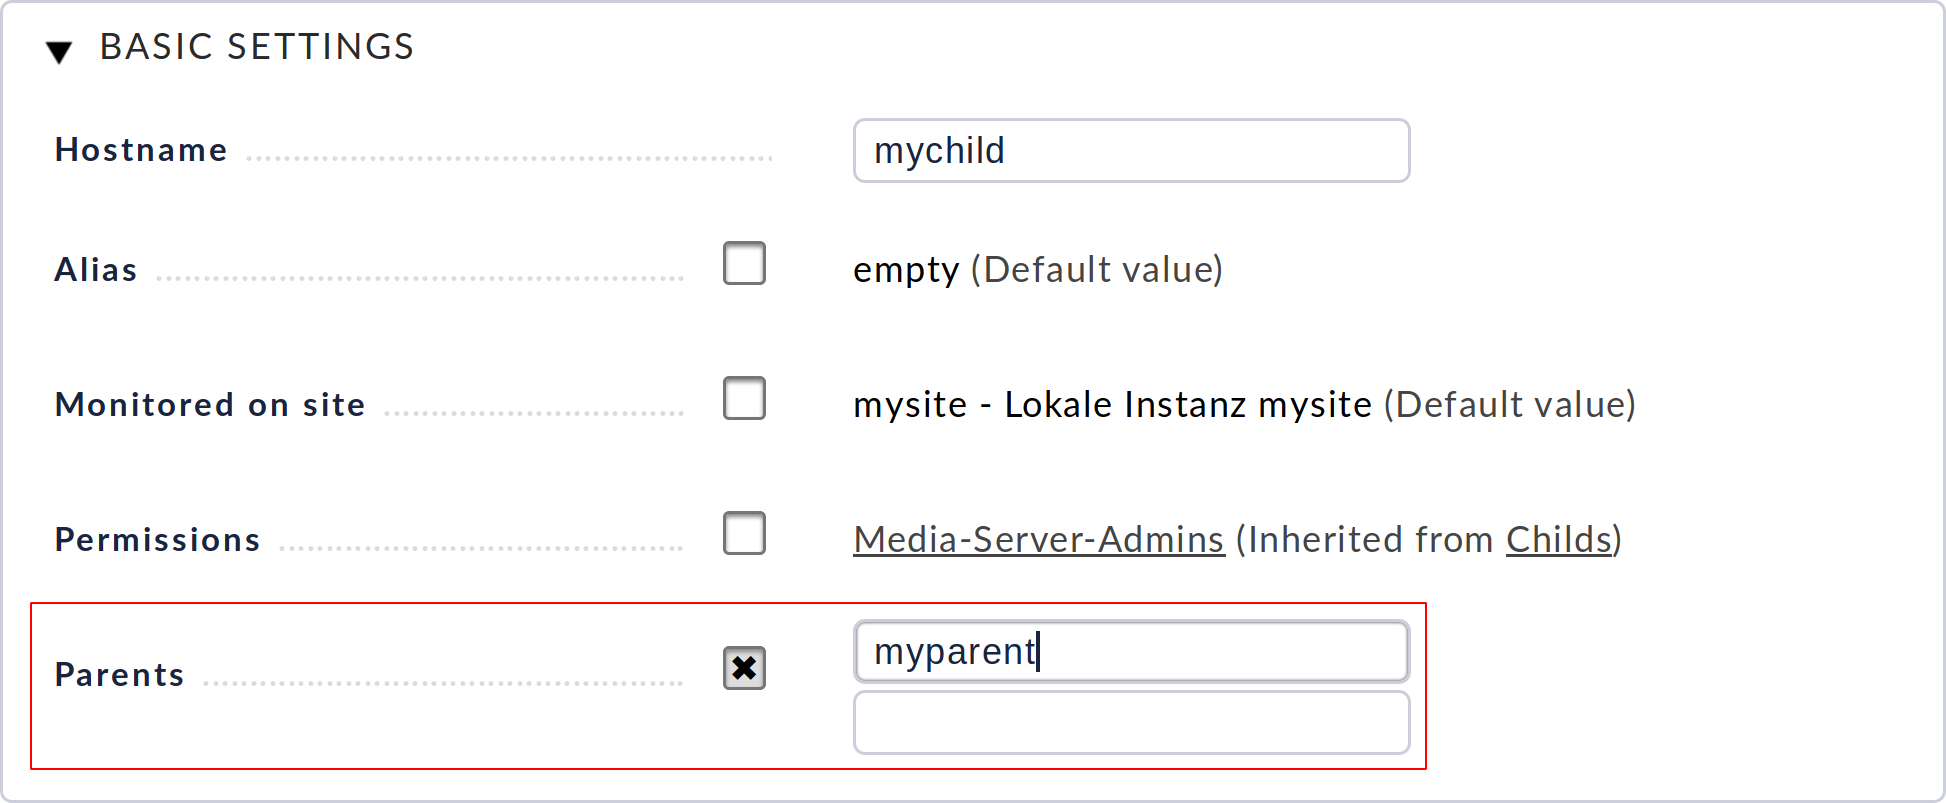 BASIC SETTINGS
Hostname mychild
Alias empty (Default value)
Monitored on site mysite - Lokale Instanz mysite (Default value)
Permissions Media-Server-Admins (Inherited from Childs)
Parents myparent